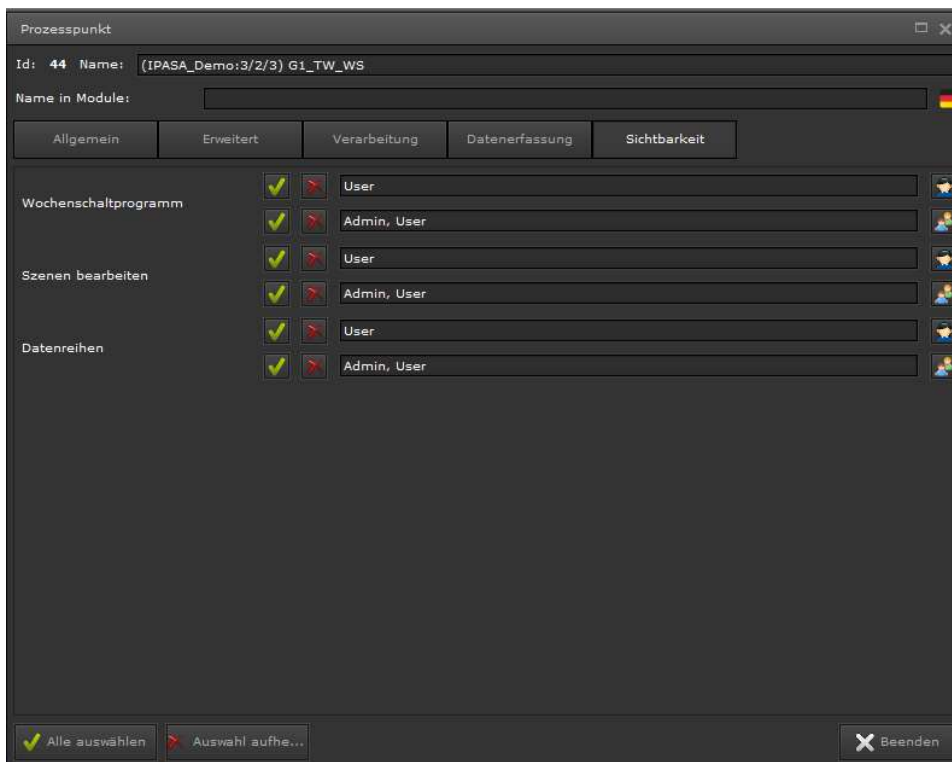 Prozesspunkt
Id: 44 Name: (IPASA_Demo:3/2/3) G1_TW_WS
Name in Module:
Allgemein Erweitert Verarbeitung Datenerfassung Sichtbarkeit
Wochenschaltprogramm
User
Admin, User
Szenen bearbeiten
User
Admin, User
Datenreihen
User
Admin, User
Alle auswählen Auswahl aufhe... Beenden